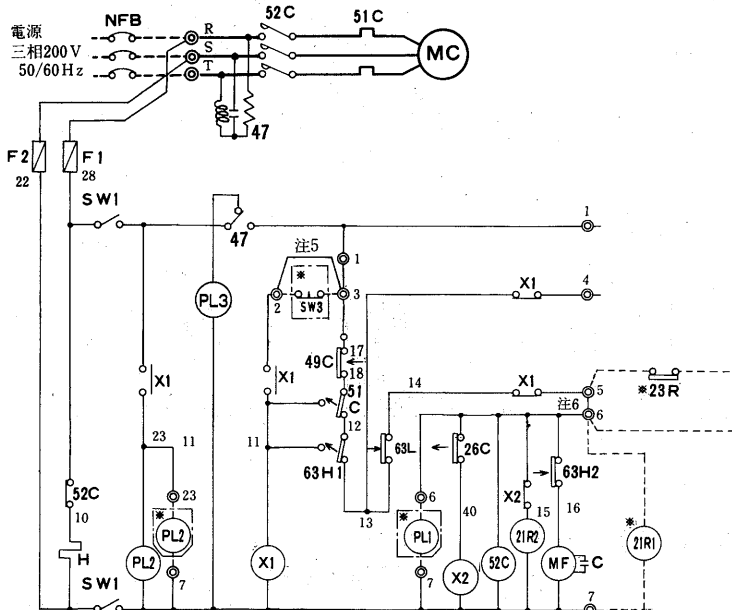 電源
三相200V
50/60Hz
NFB
R
S
T
52C
51C
MC
47
F2
22
F1
28
SW1
47
1
注5
1
※
2
SW3
3
X1
4
PL3
49C
17
18
X1
X1
51
C
14
X1
5
※23R
注6
6
12
23
11
11
63H1
63L
26C
63H2
23
52C
10
※
PL2
13
6
※
PL1
40
X2
15
16
※
H
PL2
7
X1
7
X2
52C
21R2
MF
C
21R1
SW1
7